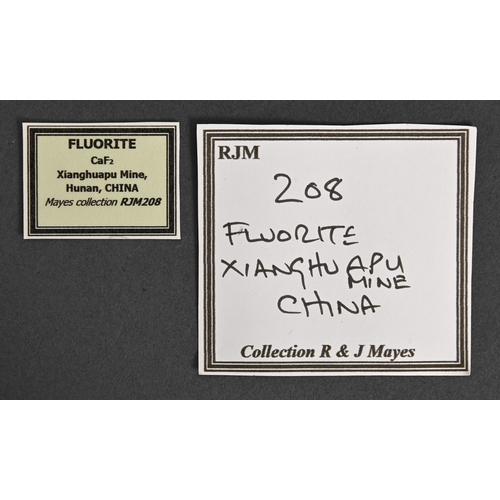 FLUORITE
CaF₂
Xianghuapu Mine,
Hunan, CHINA
Mayes collection RJM208
RJM
208
FLUORITE
XIANGHUAPU
MINE
CHINA
Collection R & J Mayes